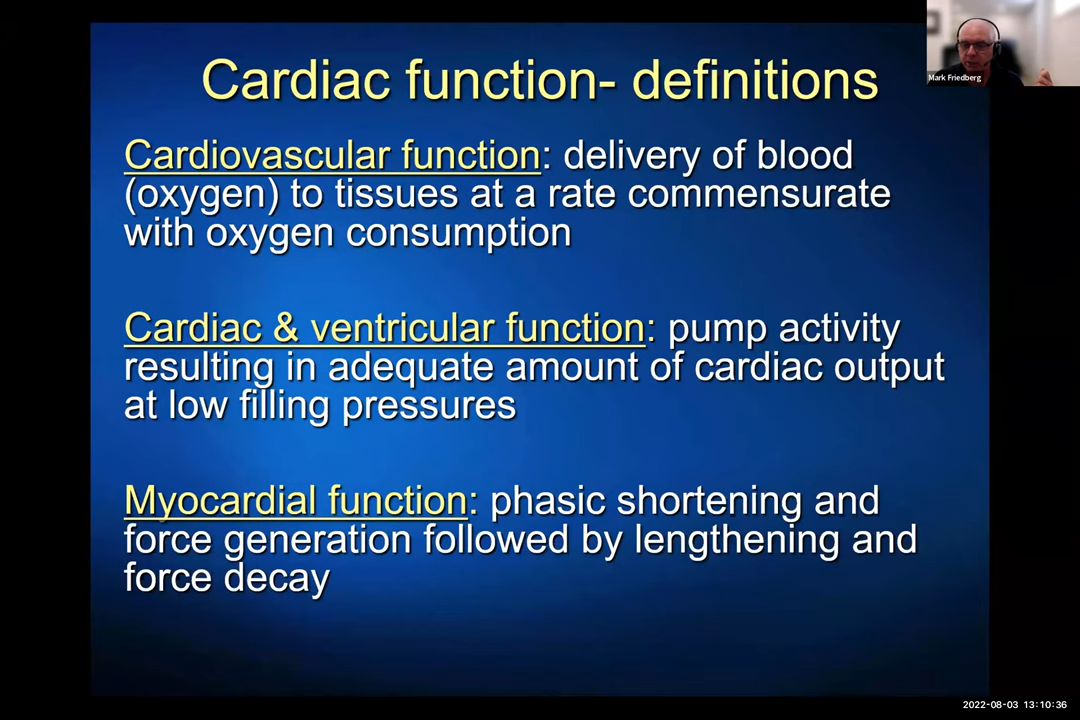 Cardiac function- definitions
Mark Friedberg
Cardiovascular function: delivery of blood
(oxygen) to tissues at a rate commensurate
with oxygen consumption
Cardiac & ventricular function: pump activity
resulting in adequate amount of cardiac output
at low filling pressures
Myocardial function: phasic shortening and
force generation followed by lengthening and
force decay
2022-08-03 13:10:36